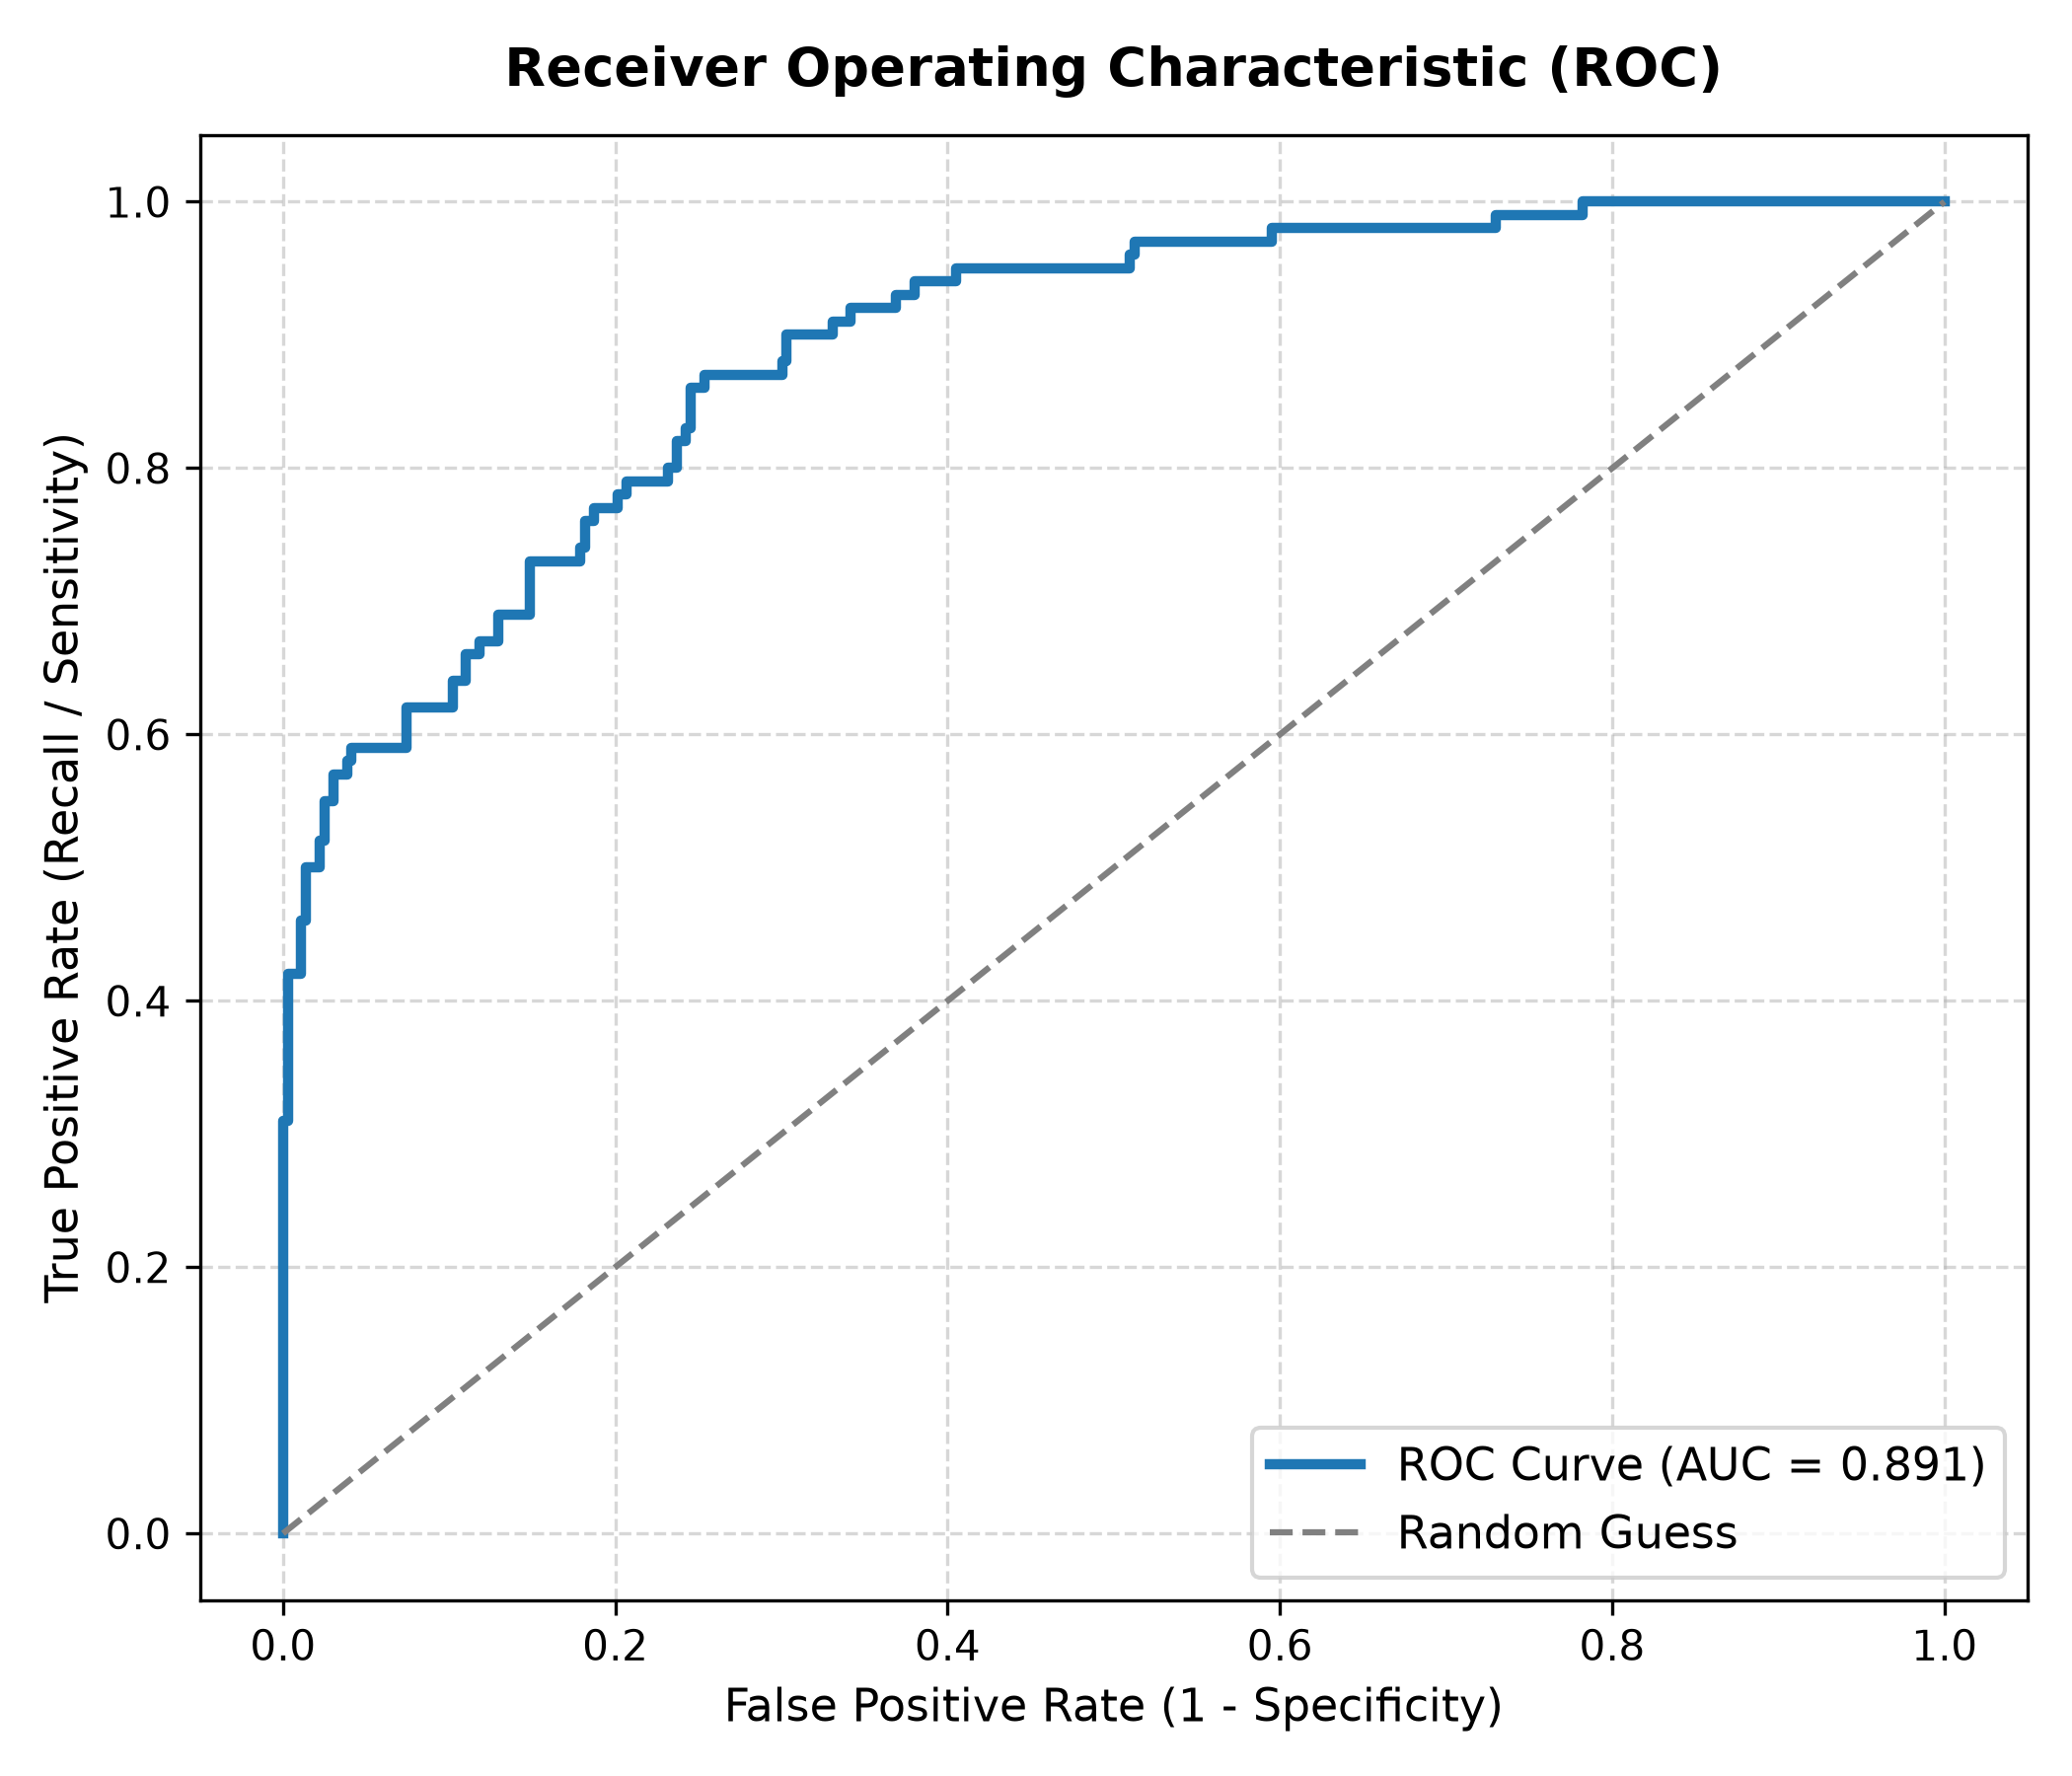 Receiver Operating Characteristic (ROC)
True Positive Rate (Recall / Sensitivity)
1.0
0.8
0.6
0.4
0.2
0.0
ROC Curve (AUC = 0.891)
Random Guess
0.0 0.2 0.4 0.6 0.8 1.0
False Positive Rate (1 - Specificity)